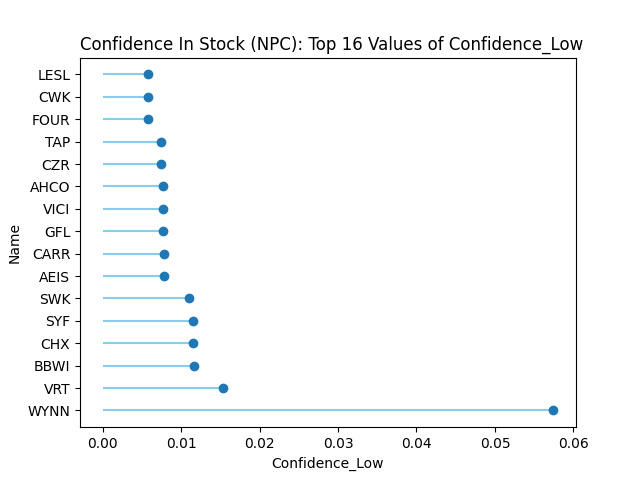 Confidence In Stock (NPC): Top 16 Values of Confidence_Low
LESL
CWK
FOUR
TAP
CZR
AHCO
VICI
GFL
CARR
AEIS
SWK
SYF
CHX
BBWI
VRT
WYNN
Name
0.00 0.01 0.02 0.03 0.04 0.05 0.06
Confidence_Low